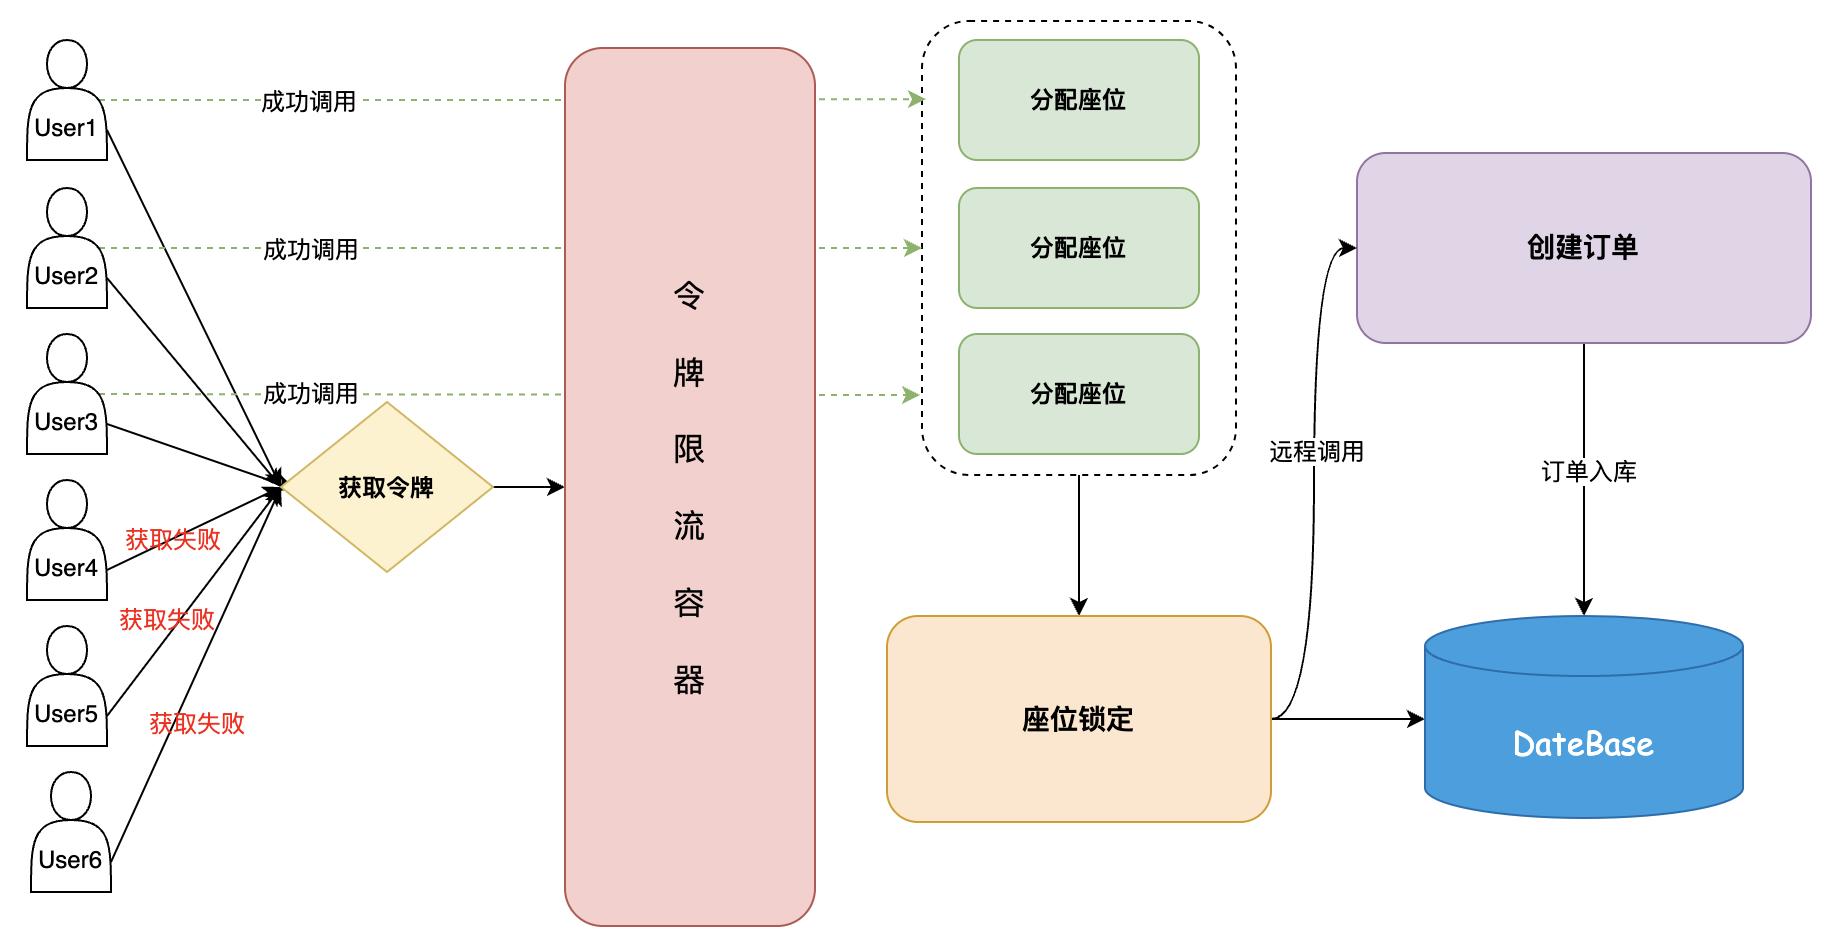 User1
成功调用
User2
成功调用
User3
成功调用
User4
获取失败
User5
获取失败
User6
获取失败
获取令牌
令
牌
限
流
容
器
分配座位
分配座位
分配座位
座位锁定
远程调用
创建订单
订单入库
DateBase